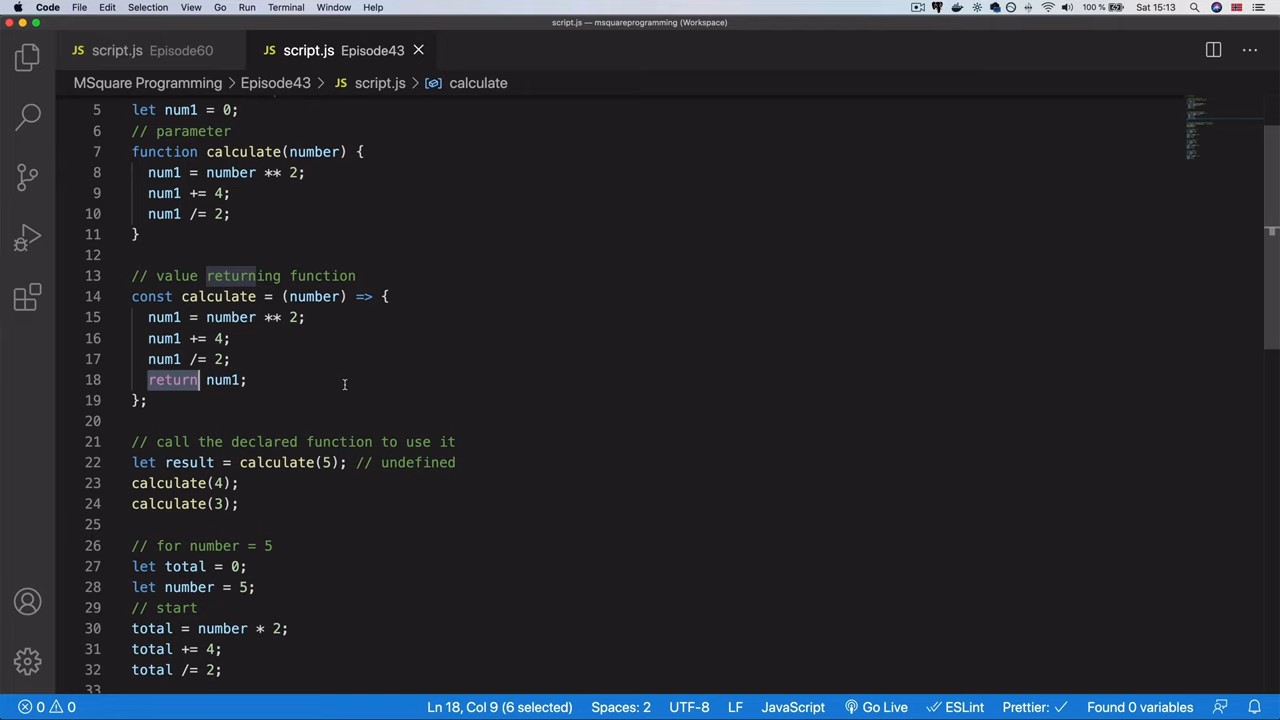 Code File Edit Selection View Go Run Terminal Window Help 100 % Sat 15:13
script.js — msquareprogramming (Workspace)
JS script.js Episode60 JS script.js Episode43
MSquare Programming > Episode43 > JS script.js > calculate
5 let num1 = 0;
6 // parameter
7 function calculate(number) {
8 num1 = number ** 2;
9 num1 += 4;
10 num1 /= 2;
11 }
12
13 // value returning function
14 const calculate = (number) => {
15 num1 = number ** 2;
16 num1 += 4;
17 num1 /= 2;
18 return num1;
19 };
20
21 // call the declared function to use it
22 let result = calculate(5); // undefined
23 calculate(4);
24 calculate(3);
25
26 // for number = 5
27 let total = 0;
28 let number = 5;
29 // start
30 total = number * 2;
31 total += 4;
32 total /= 2;
33
0 0 Ln 18, Col 9 (6 selected) Spaces: 2 UTF-8 LF JavaScript Go Live ESLint Prettier: ✓ Found 0 variables